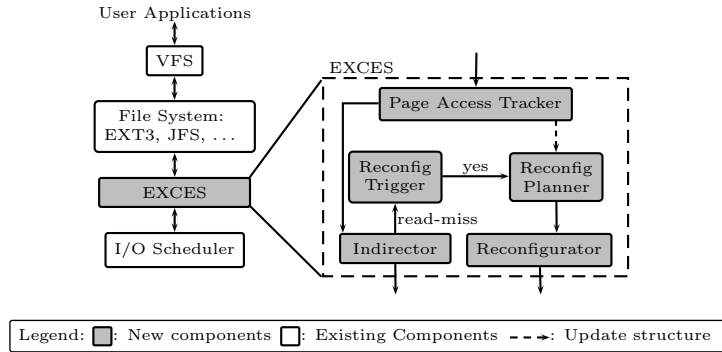 User Applications
VFS
File System:
EXT3, JFS, ...
EXCES
I/O Scheduler
EXCES
Page Access Tracker
Reconfig
Trigger
yes
Reconfig
Planner
read-miss
Indirector
Reconfigurator
Legend: : New components : Existing Components : Update structure